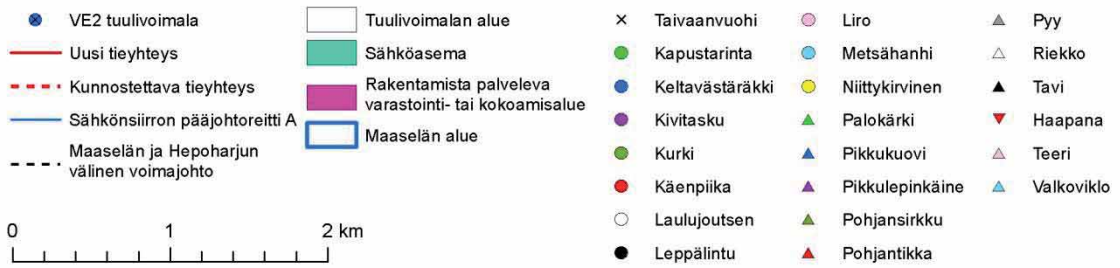 VE2 tuulivoimala
Uusi tieyhteys
Kunnostettava tieyhteys
Sähkönsiirron pääjohtoreitti A
Maaselän ja Hepoharjun
välinen voimajohto
0 1 2 km
Tuulivoimalan alue
Sähköasema
Rakentamista palveleva
varastointi- tai kokoamisalue
Maaselän alue
Taivaanvuohi
Kapustarinta
Keltavästäräkki
Kivitasku
Kurki
Käenpiika
Laulujoutsen
Leppälintu
Liro
Metsähanhi
Niittykirvinen
Palokärki
Pikkukuovi
Pikkulepinkäine
Pohjansirkku
Pohjantikka
Pyy
Riekko
Tavi
Haapana
Teeri
Valkoviklo